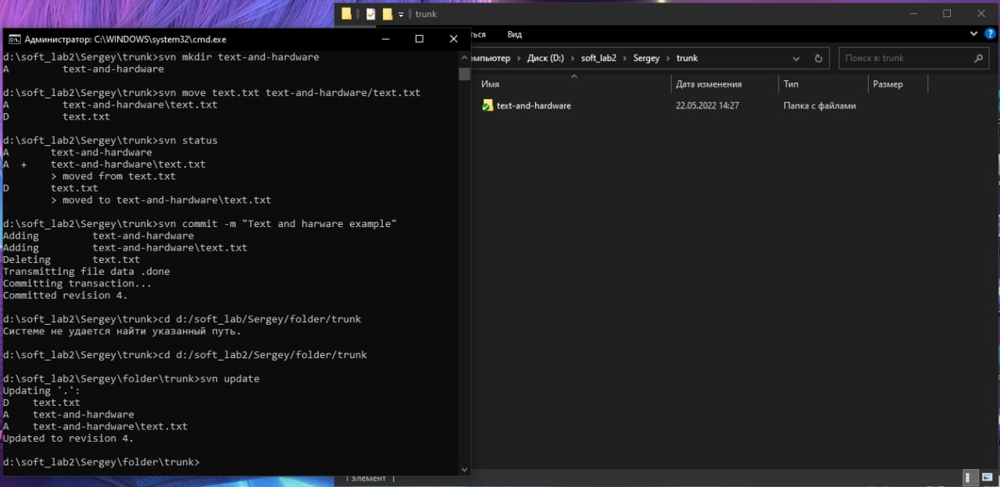 trunk
Администратор: C:\WINDOWS\system32\cmd.exe
d:\soft_lab2\Sergey\trunk>svn mkdir text-and-hardware
A         text-and-hardware
d:\soft_lab2\Sergey\trunk>svn move text.txt text-and-hardware/text.txt
A         text-and-hardware\text.txt
D         text.txt
d:\soft_lab2\Sergey\trunk>svn status
A       text-and-hardware
A  +    text-and-hardware\text.txt
        > moved from text.txt
D       text.txt
        > moved to text-and-hardware\text.txt
d:\soft_lab2\Sergey\trunk>svn commit -m "Text and harware example"
Adding         text-and-hardware
Adding         text-and-hardware\text.txt
Deleting       text.txt
Transmitting file data .done
Committing transaction...
Committed revision 4.
d:\soft_lab2\Sergey\trunk>cd d:/soft_lab/Sergey/folder/trunk
Системе не удается найти указанный путь.
d:\soft_lab2\Sergey\trunk>cd d:/soft_lab2/Sergey/folder/trunk
d:\soft_lab2\Sergey\folder\trunk>svn update
Updating '.':
D    text.txt
A    text-and-hardware
A    text-and-hardware\text.txt
Updated to revision 4.
d:\soft_lab2\Sergey\folder\trunk>
Вид
Диск (D:) > soft_lab2 > Sergey > trunk
Поиск в: trunk
Имя Дата изменения Тип Размер
text-and-hardware 22.05.2022 14:27 Папка с файлами
1 элемент